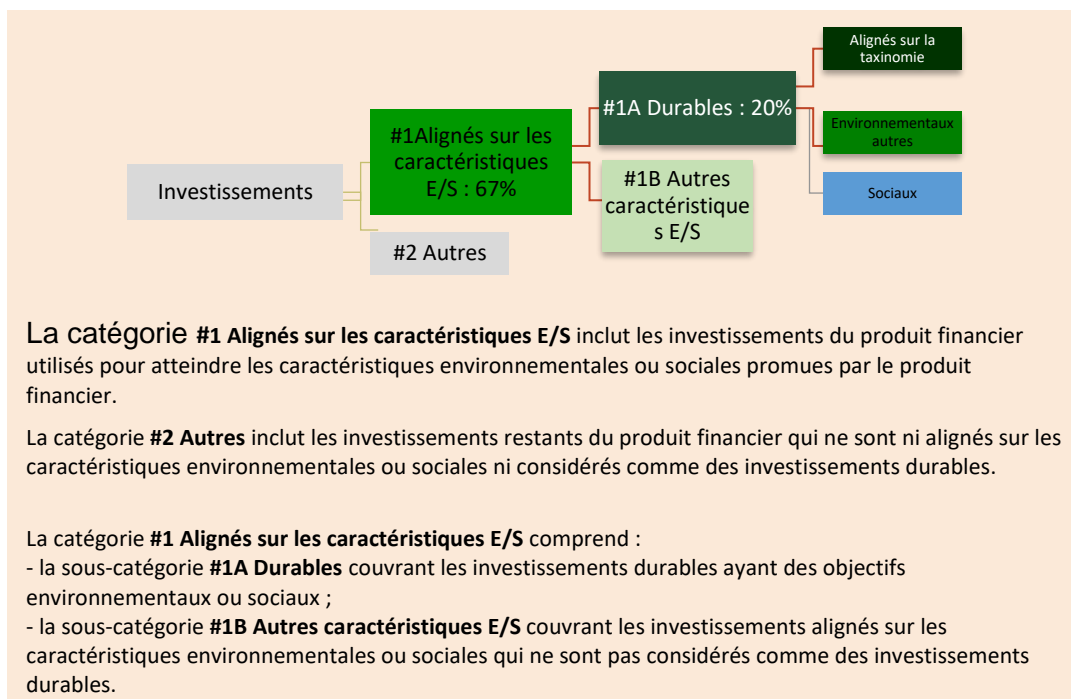 Investissements
#1Alignés sur les
caractéristiques
E/S : 67%
#2 Autres
#1A Durables : 20%
#1B Autres
caractéristique
s E/S
Alignés sur la
taxinomie
Environnementaux
autres
Sociaux
La catégorie #1 Alignés sur les caractéristiques E/S inclut les investissements du produit financier
utilisés pour atteindre les caractéristiques environnementales ou sociales promues par le produit
financier.
La catégorie #2 Autres inclut les investissements restants du produit financier qui ne sont ni alignés sur les
caractéristiques environnementales ou sociales ni considérés comme des investissements durables.
La catégorie #1 Alignés sur les caractéristiques E/S comprend :
- la sous-catégorie #1A Durables couvrant les investissements durables ayant des objectifs
environnementaux ou sociaux ;
- la sous-catégorie #1B Autres caractéristiques E/S couvrant les investissements alignés sur les
caractéristiques environnementales ou sociales qui ne sont pas considérés comme des investissements
durables.